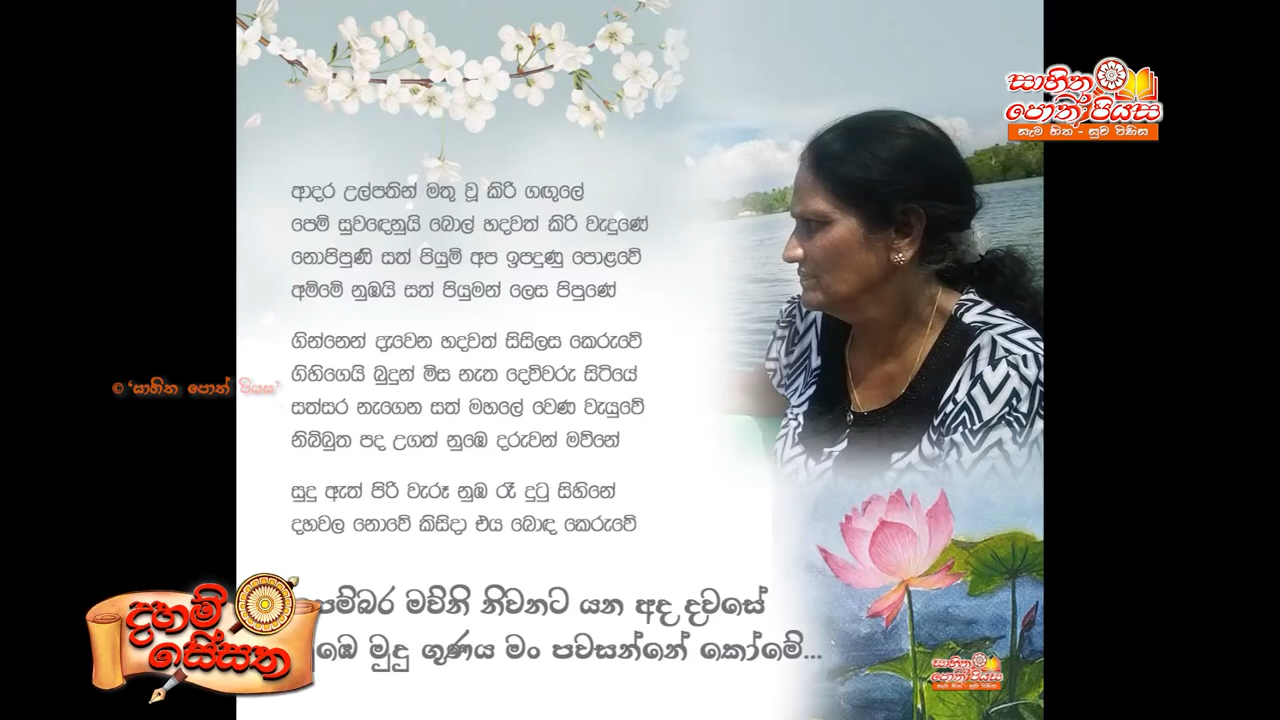 සාහිත
පොත් පියස
සැම හිත - සුව පිණිස
ආදර උල්පතින් මතු වූ කිරි ගඟුලේ
පෙම් සුවඳෙනුයි බොල් හදවත් කිරි වැදුණේ
නොපිපුණි සත් පියුමි අප ඉපදුණු පොළවේ
අම්මේ නුඹයි සත් පියුමන් ලෙස පිපුණේ
ගින්නෙන් දැවෙන හදවත් සිසිලස කෙරුවේ
ගිහිගෙයි බුදුන් මිස නැත දෙව්වරු සිටියේ
සත්සර නැගෙන සත් මහලේ වෙණ වැයුවේ
නිබ්බුත පද උගත් නුඹෙ දරුවන් මව්නේ
© ‘සාහිත පොත් පියස’
සුදු ඇත් පිරි වැරූ නුඹ රෑ දුටු සිහිනේ
දහවල නොවේ කිසිදා එය බොඳ කෙරුවේ
පෙම්බර මව්නි නිවනට යන අද දවසේ
නුඹෙ මුදු ගුණය මං පවසන්නේ කෝමේ...
දහම්
සේසත
සාහිත
පොත් පියස
සැම හිත - සුව පිණිස